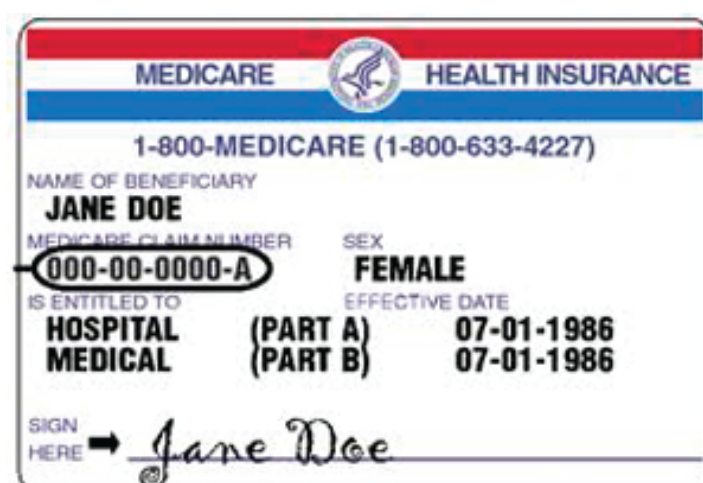 MEDICARE HEALTH INSURANCE
1-800-MEDICARE (1-800-633-4227)
NAME OF BENEFICIARY
JANE DOE
MEDICARE CLAIM NUMBER SEX
000-00-0000-A FEMALE
IS ENTITLED TO EFFECTIVE DATE
HOSPITAL (PART A) 07-01-1986
MEDICAL (PART B) 07-01-1986
SIGN
HERE Jane Doe